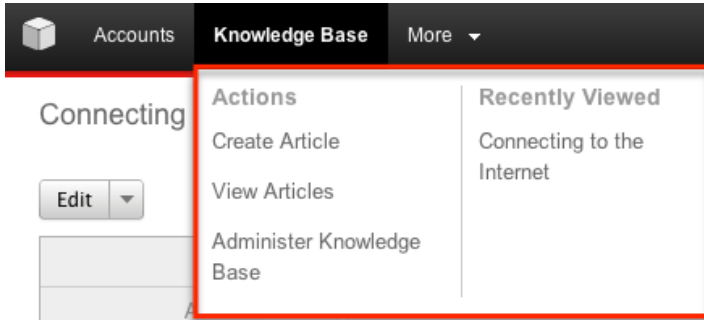 Accounts Knowledge Base More
Actions
Create Article
View Articles
Administer Knowledge
Base
Recently Viewed
Connecting to the
Internet
Connecting
Edit
A